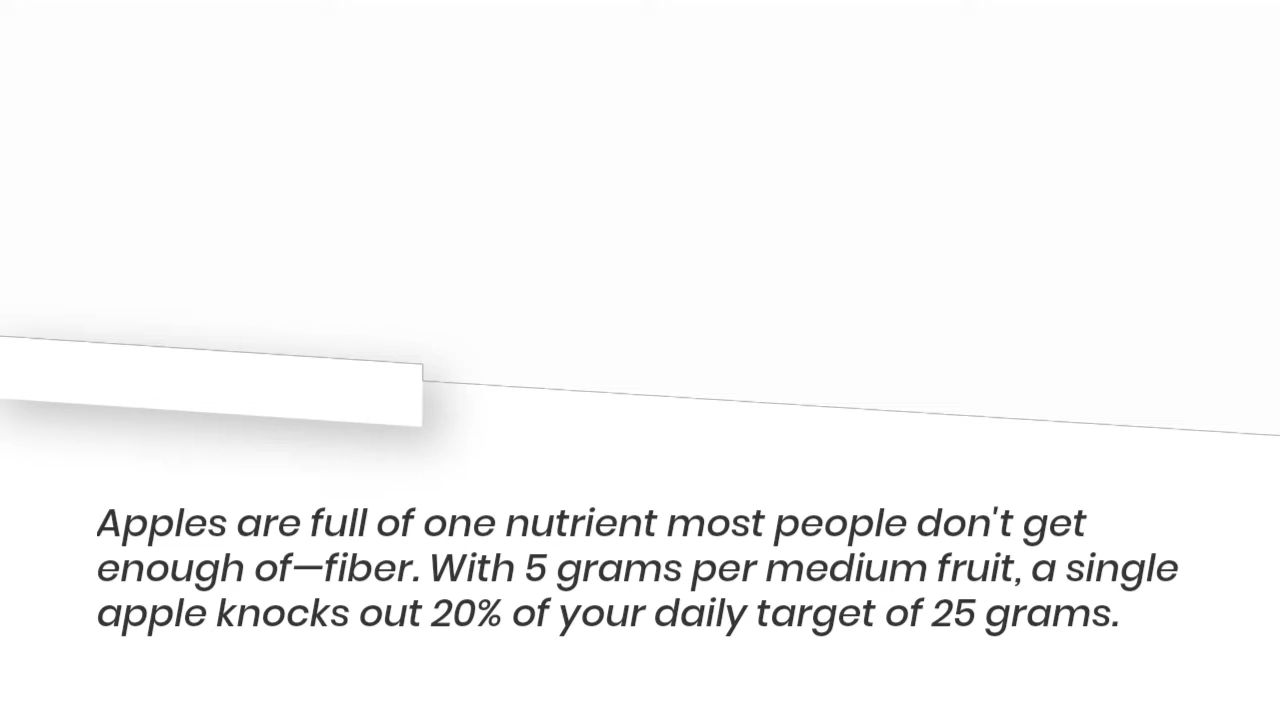 Apples are full of one nutrient most people don't get
enough of—fiber. With 5 grams per medium fruit, a single
apple knocks out 20% of your daily target of 25 grams.